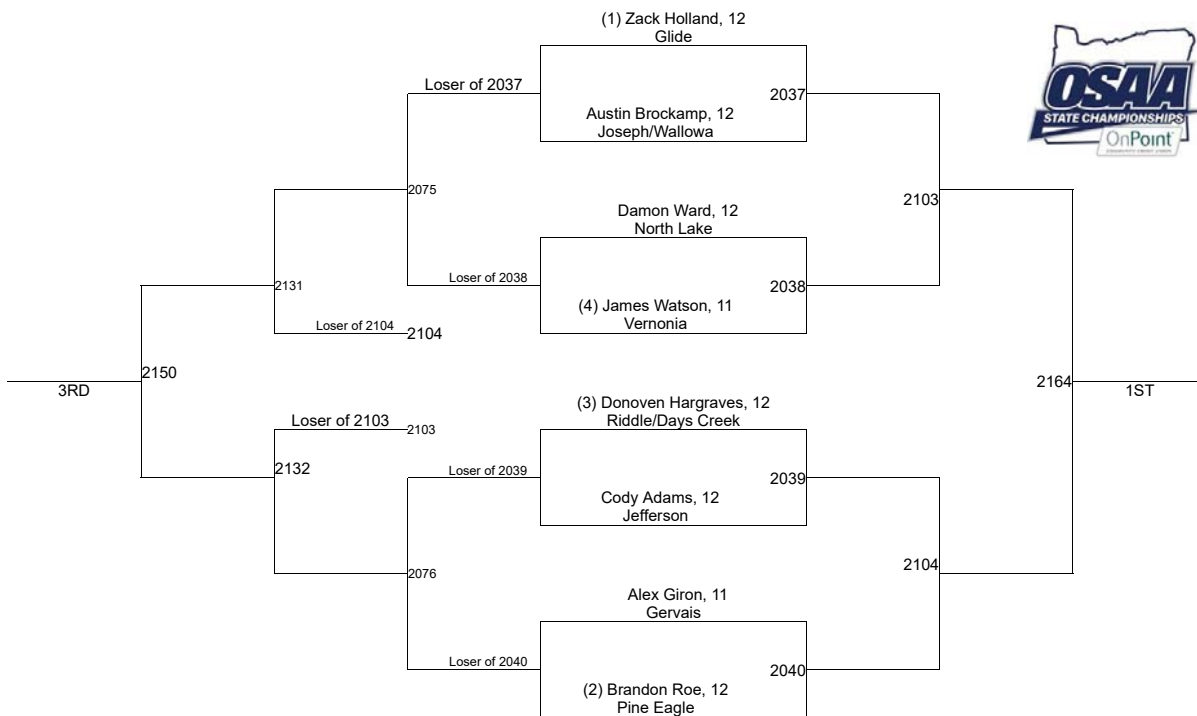 (1) Zack Holland, 12
Glide
Loser of 2037
2037
Austin Brockamp, 12
Joseph/Wallowa
2075
2103
Damon Ward, 12
North Lake
Loser of 2038
2038
2131
(4) James Watson, 11
Vernonia
Loser of 2104
2104
2150
3RD
2164
1ST
(3) Donoven Hargraves, 12
Riddle/Days Creek
Loser of 2103
2103
2132
Loser of 2039
2039
Cody Adams, 12
Jefferson
2076
2104
Alex Giron, 11
Gervais
Loser of 2040
2040
(2) Brandon Roe, 12
Pine Eagle
OSAA
STATE CHAMPIONSHIPS
OnPoint
COMMUNITY CREDIT UNION